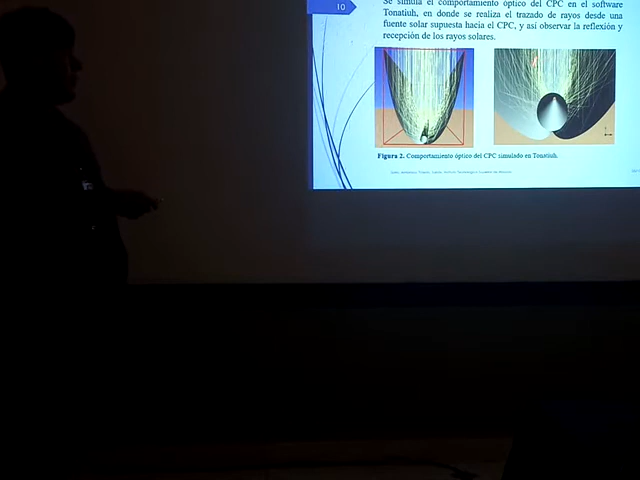 10
Se simula el comportamiento óptico del CPC en el software
Tonatiuh, en donde se realiza el trazado de rayos desde una
fuente solar supuesta hacia el CPC, y así observar la reflexión y
recepción de los rayos solares.
Figura 2. Comportamiento óptico del CPC simulado en Tonatiuh.